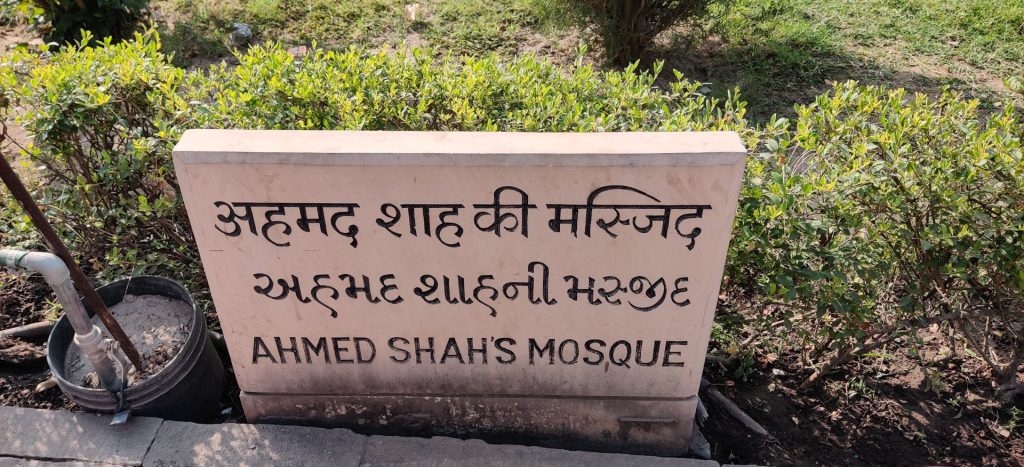 अहमद शाह की मस्जिद
અહમદ શાહની મસ્જીદ
AHMED SHAH'S MOSQUE